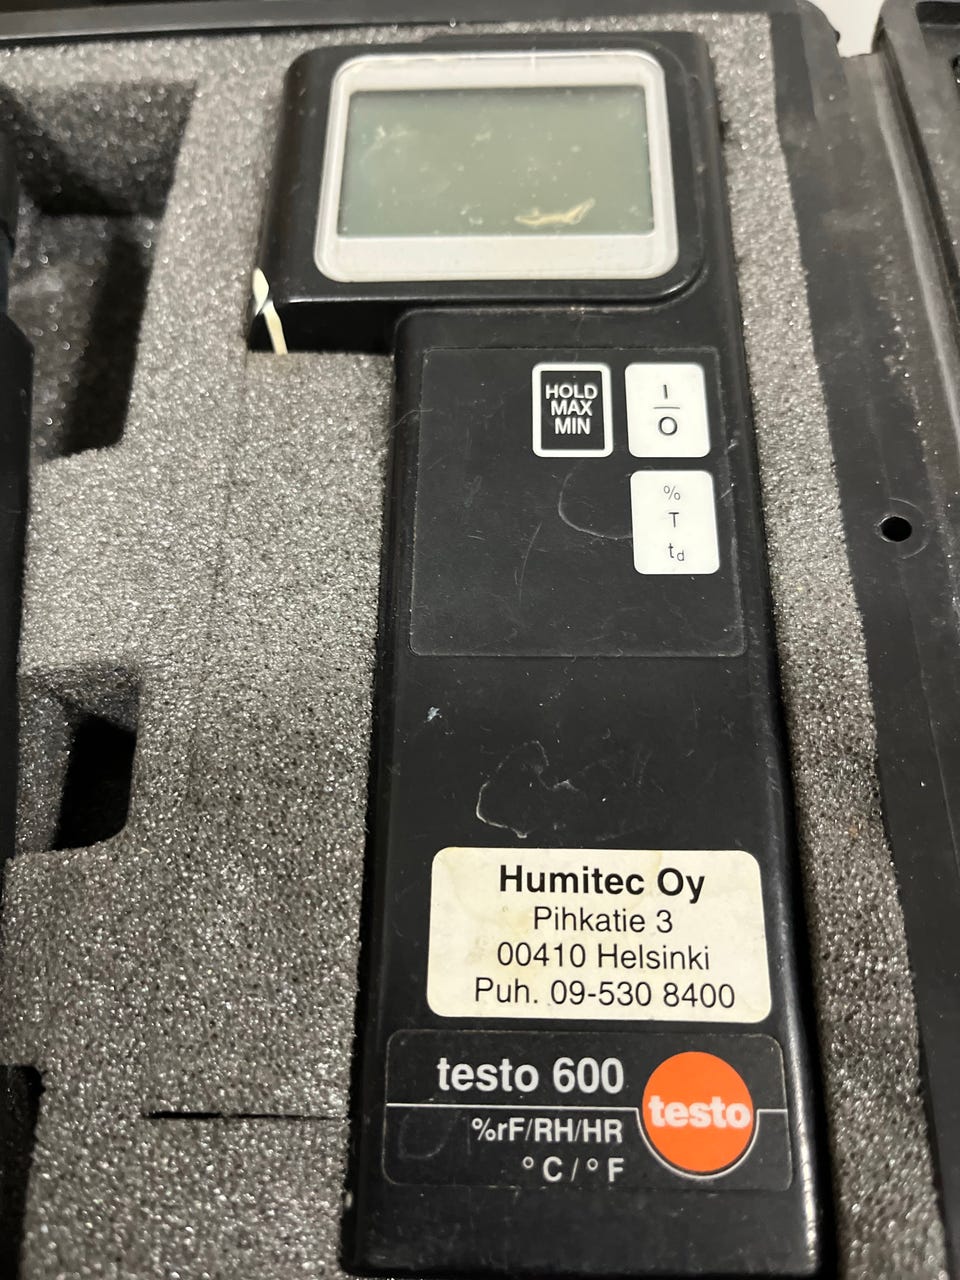 HOLD
MAX
MIN
I
O
%
T
td
Humitec Oy
Pihkatie 3
00410 Helsinki
Puh. 09-530 8400
testo 600
testo
%rF/RH/HR
°C/°F